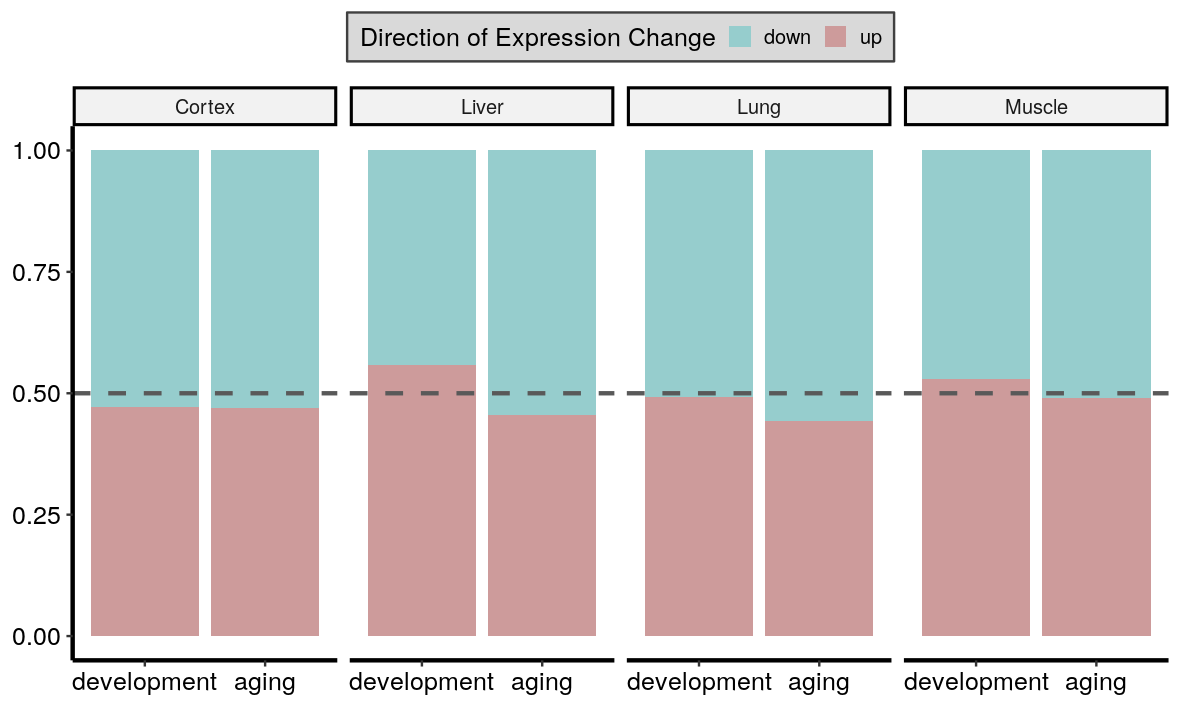 Direction of Expression Change down up
Cortex Liver Lung Muscle
1.00
0.75
0.50
0.25
0.00
development aging development aging development aging development aging